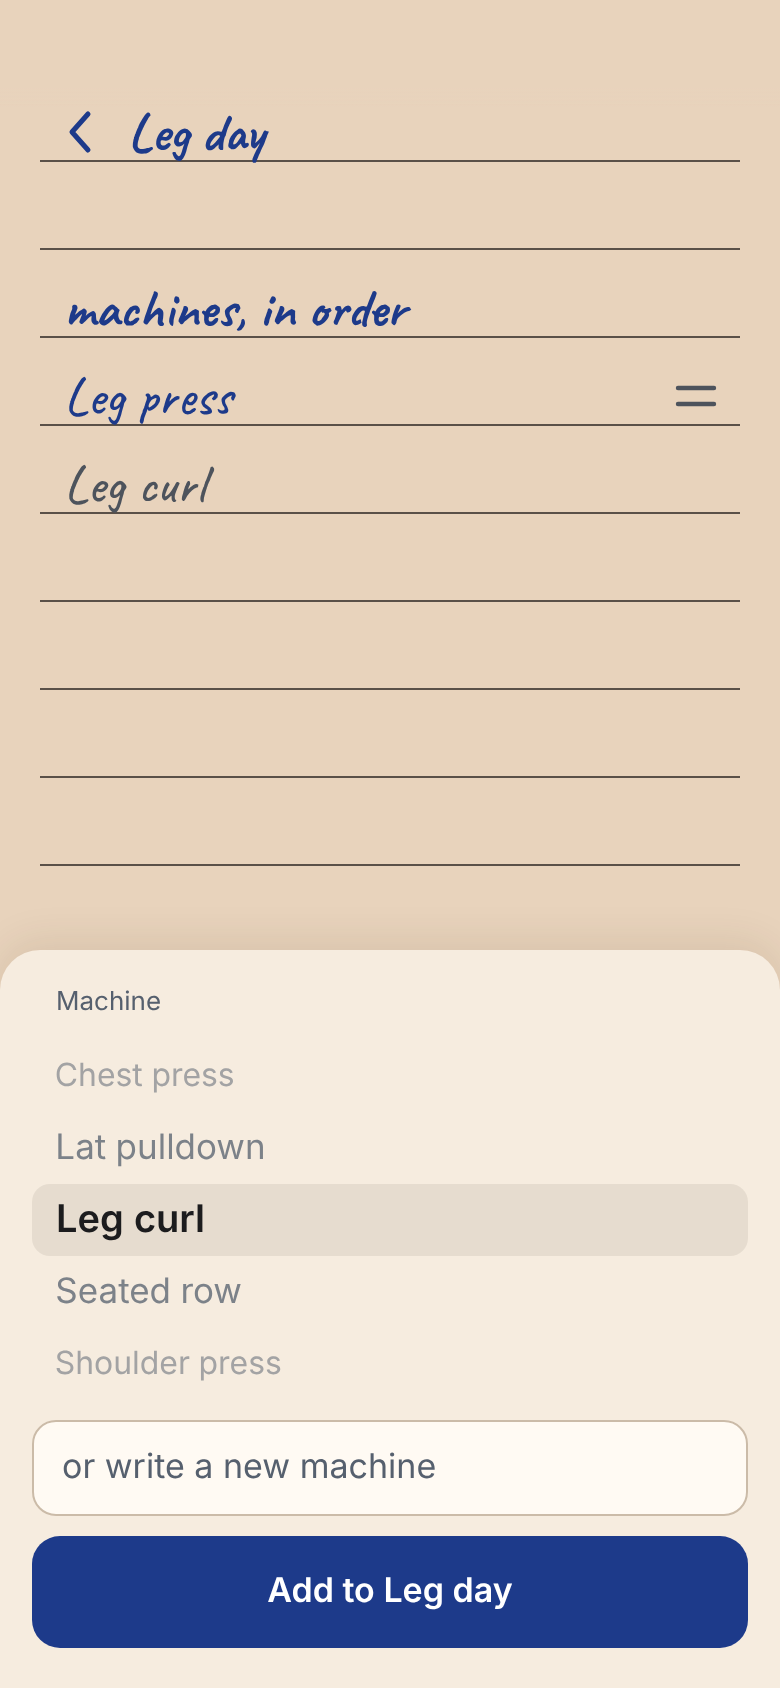 Leg day
machines, in order
Leg press
Leg curl
Machine
Chest press
Lat pulldown
Leg curl
Seated row
Shoulder press
or write a new machine
Add to Leg day